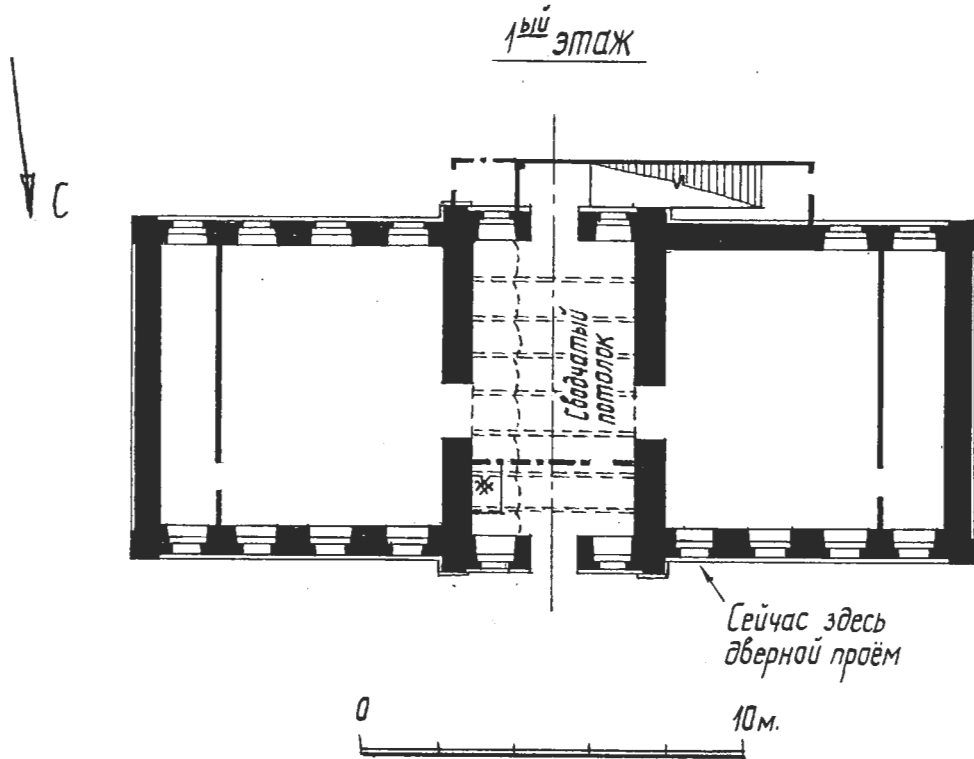 1ый этаж
С
Сводчатый
потолок
Сейчас здесь
дверной проём
0 10м.